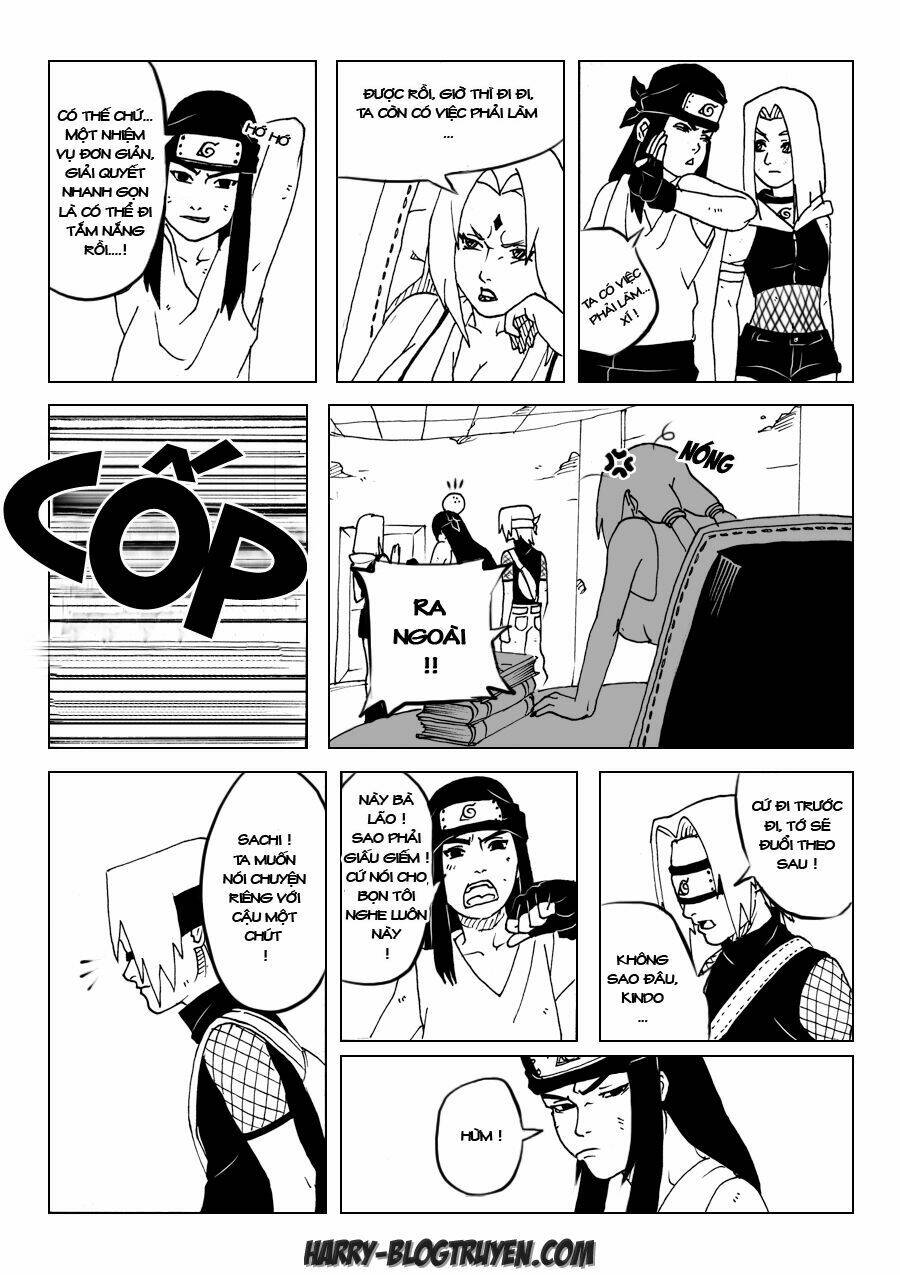 CÓ THẾ CHỨ...
MỘT NHIỆM
VỤ ĐƠN GIẢN,
GIẢI QUYẾT
NHANH GỌN
LÀ CÓ THỂ ĐI
TẮM NẮNG
RỒI....!
HỚ HỚ
ĐƯỢC RỒI, GIỜ THÌ ĐI ĐI,
TA CÒN CÓ VIỆC PHẢI LÀM
...
TA CÓ VIỆC
PHẢI LÀM...
XÍ !
CỐP
NÓNG
RA
NGOÀI
!!
SACHI !
TA MUỐN
NÓI CHUYỆN
RIÊNG VỚI
CẬU MỘT
CHÚT
!
NÀY BÀ
LÃO !
SAO PHẢI
GIẤU GIẾM !
CỨ NÓI CHO
BỌN TÔI
NGHE LUÔN
NÀY !
CỨ ĐI TRƯỚC
ĐI, TỚ SẼ
ĐUỔI THEO
SAU !
KHÔNG
SAO ĐÂU,
KINDO
...
HỪM !
HARRY-BLOGTRUYEN.COM